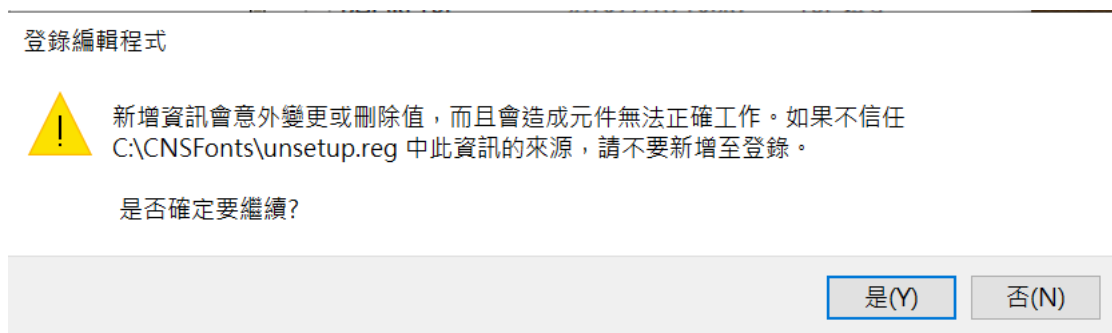 登錄編輯程式
新增資訊會意外變更或刪除值，而且會造成元件無法正確工作。如果不信任
C:\CNSFonts\unsetup.reg 中此資訊的來源，請不要新增至登錄。
是否確定要繼續?
是(Y)
否(N)